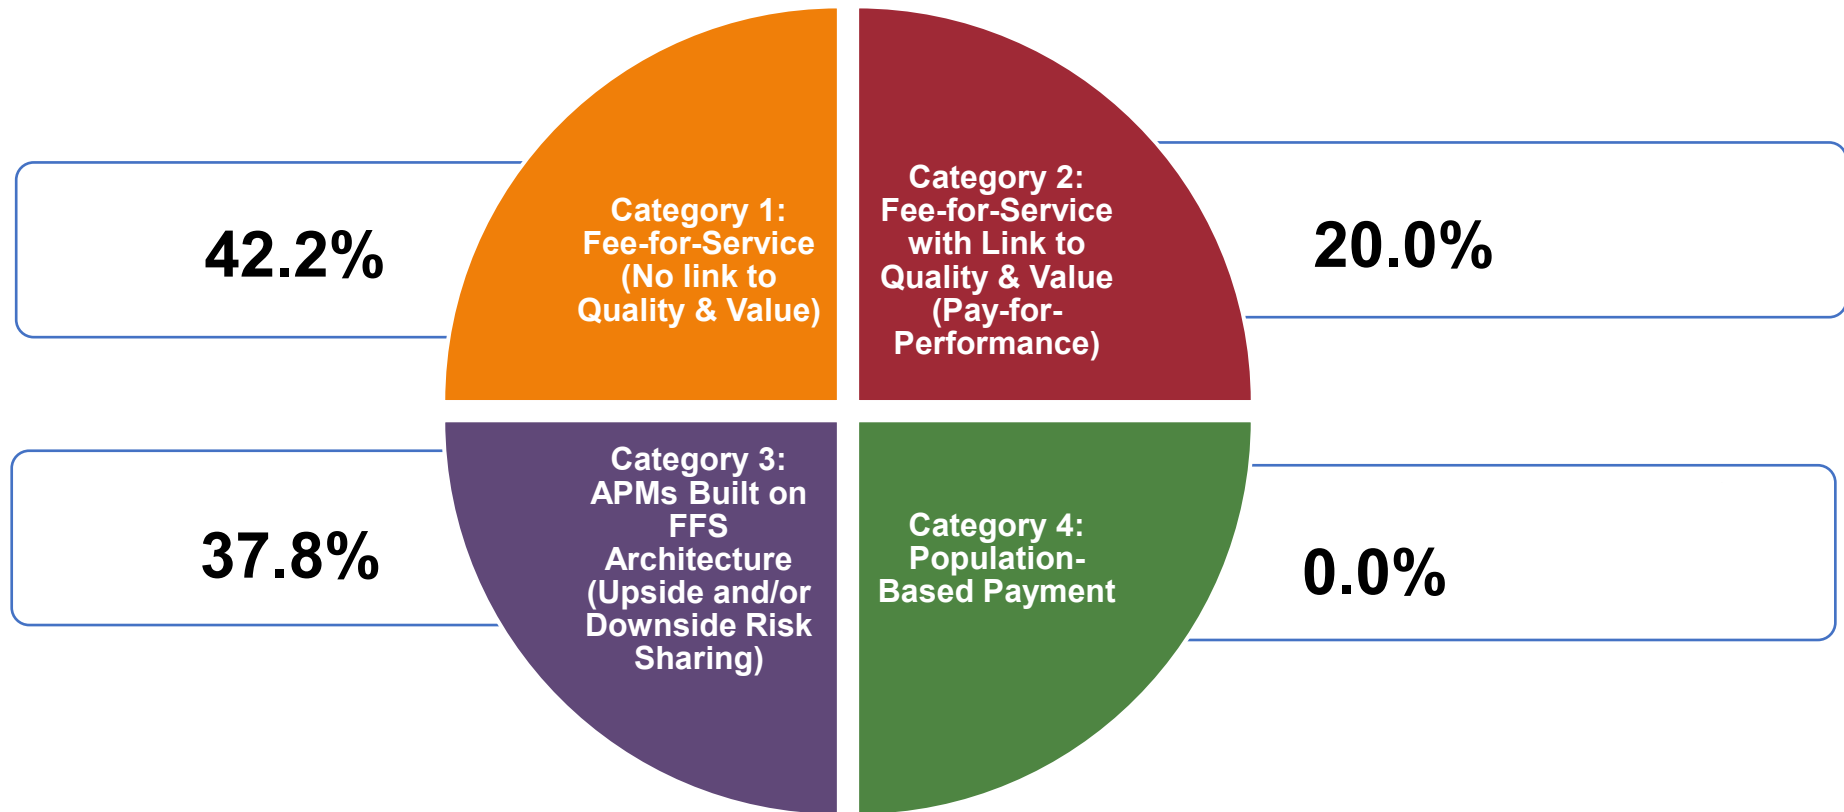 42.2%
Category 1:
Fee-for-Service
(No link to
Quality & Value)
Category 2:
Fee-for-Service
with Link to
Quality & Value
(Pay-for-
Performance)
20.0%
37.8%
Category 3:
APMs Built on
FFS
Architecture
(Upside and/or
Downside Risk
Sharing)
Category 4:
Population-
Based Payment
0.0%